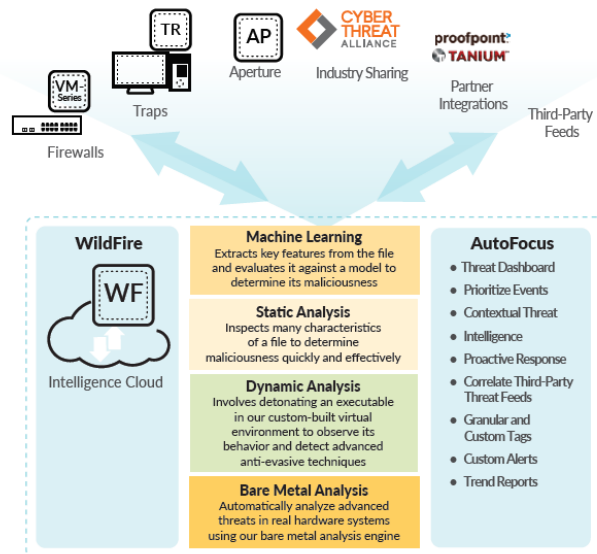 TR
AP
CYBER
THREAT
ALLIANCE
proofpoint
TANIUM™
VM-
Series
Traps
Aperture
Industry Sharing
Partner
Integrations
Third-Party
Feeds
Firewalls
WildFire
WF
Intelligence Cloud
Machine Learning
Extracts key features from the file
and evaluates it against a model to
determine its maliciousness
Static Analysis
Inspects many characteristics
of a file to determine
maliciousness quickly and effectively
Dynamic Analysis
Involves detonating an executable
in our custom-built virtual
environment to observe its
behavior and detect advanced
anti-evasive techniques
Bare Metal Analysis
Automatically analyze advanced
threats in real hardware systems
using our bare metal analysis engine
AutoFocus
• Threat Dashboard
• Prioritize Events
• Contextual Threat
• Intelligence
• Proactive Response
• Correlate Third-Party
Threat Feeds
• Granular and
Custom Tags
• Custom Alerts
• Trend Reports